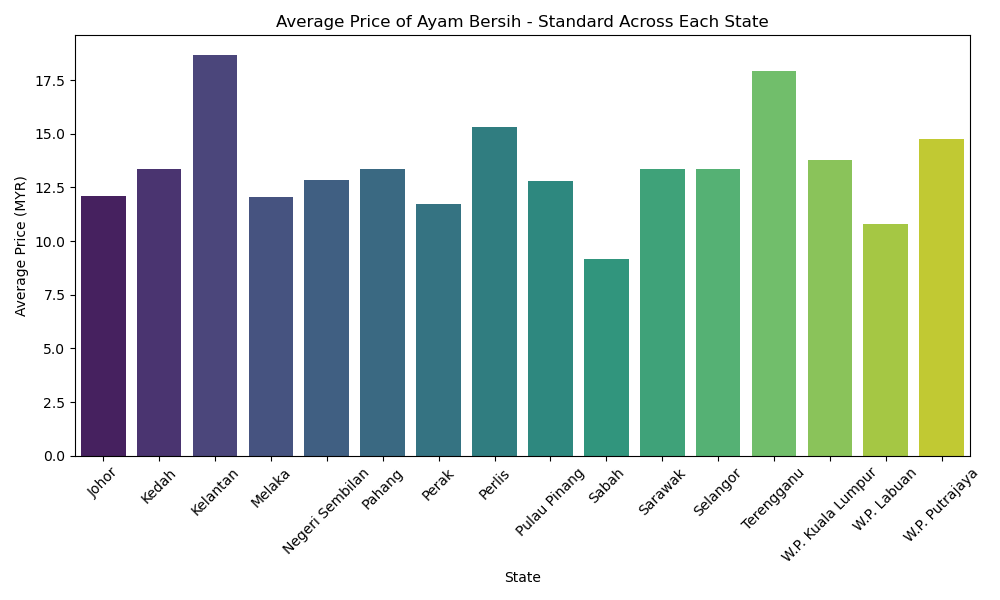 Average Price of Ayam Bersih - Standard Across Each State
Average Price (MYR)
17.5
15.0
12.5
10.0
7.5
5.0
2.5
0.0
Johor
Kedah
Kelantan
Melaka
Negeri Sembilan
Pahang
Perak
Perlis
Pulau Pinang
Sabah
Sarawak
Selangor
Terengganu
W.P. Kuala Lumpur
W.P. Labuan
W.P. Putrajaya
State